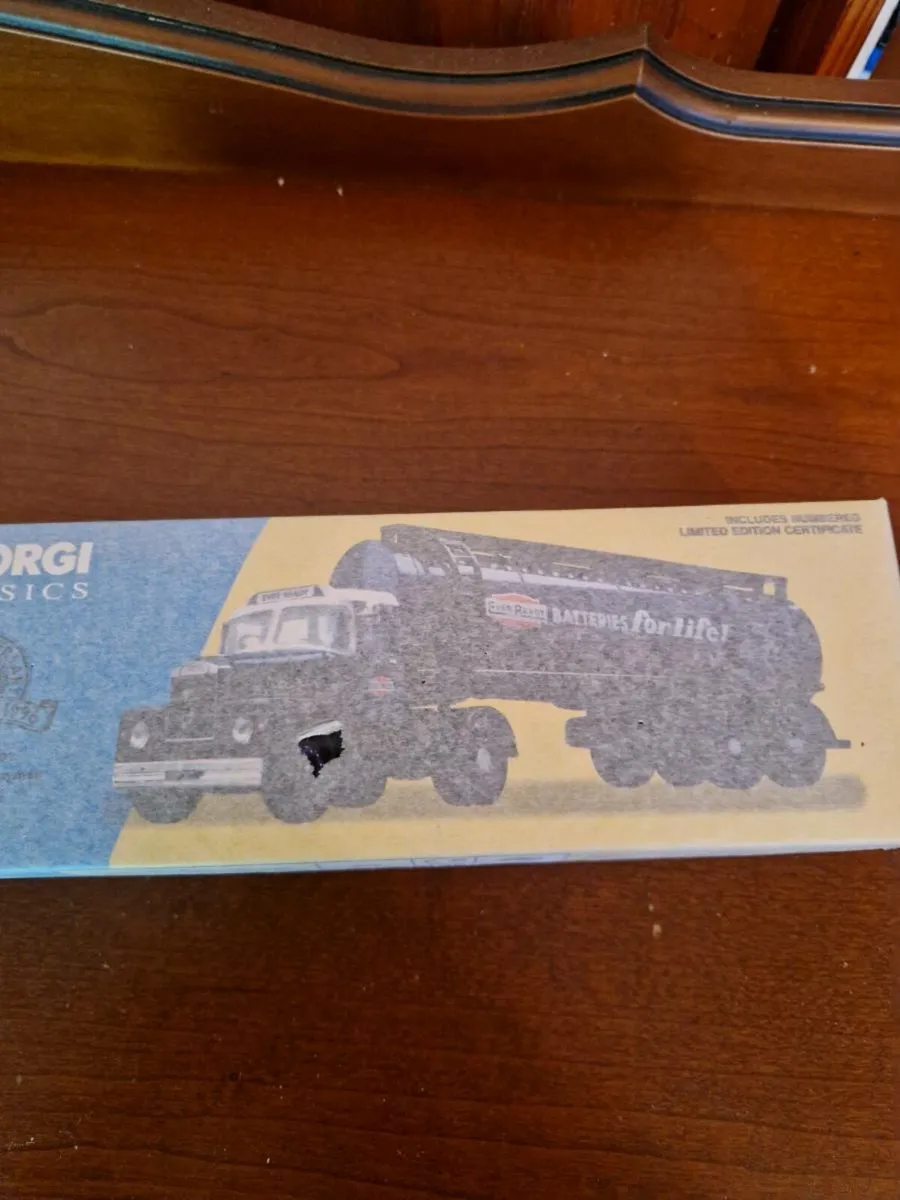 ORGI
SICS
INCLUDES NUMBERED
LIMITED EDITION CERTIFICATE
EVER READY
EVER READY
BATTERIES for life!